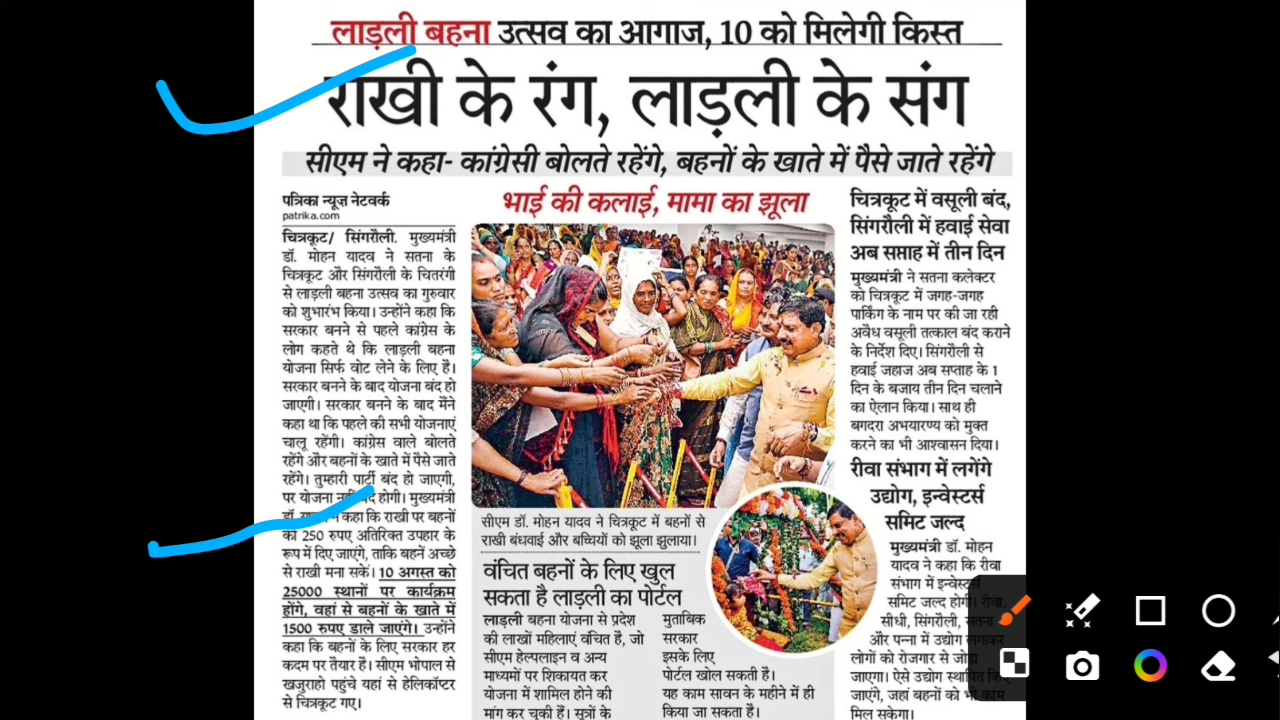 लाड़ली बहना उत्सव का आगाज, 10 को मिलेगी किस्त
राखी के रंग, लाड़ली के संग
सीएम ने कहा- कांग्रेसी बोलते रहेंगे, बहनों के खाते में पैसे जाते रहेंगे
पत्रिका न्यूज नेटवर्क
patrika.com
चित्रकूट/ सिंगरौली. मुख्यमंत्री
डॉ. मोहन यादव ने सतना के
चित्रकूट और सिंगरौली के चितरंगी
से लाड़ली बहना उत्सव का गुरुवार
को शुभारंभ किया। उन्होंने कहा कि
सरकार बनने से पहले कांग्रेस के
लोग कहते थे कि लाड़ली बहना
योजना सिर्फ वोट लेने के लिए है।
सरकार बनने के बाद योजना बंद हो
जाएगी। सरकार बनने के बाद मैंने
कहा था कि पहले की सभी योजनाएं
चालू रहेंगी। कांग्रेस वाले बोलते
रहेंगे और बहनों के खाते में पैसे जाते
रहेंगे। तुम्हारी पार्टी बंद हो जाएगी,
पर योजना नहीं बंद होगी। मुख्यमंत्री
डॉ. यादव ने कहा कि राखी पर बहनों
को 250 रुपए अतिरिक्त उपहार के
रूप में दिए जाएंगे, ताकि बहनें अच्छे
से राखी मना सकें। 10 अगस्त को
25000 स्थानों पर कार्यक्रम
होंगे, वहां से बहनों के खाते में
1500 रुपए डाले जाएंगे। उन्होंने
कहा कि बहनों के लिए सरकार हर
कदम पर तैयार है। सीएम भोपाल से
खजुराहो पहुंचे यहां से हेलिकॉप्टर
से चित्रकूट गए।
भाई की कलाई, मामा का झूला
सीएम डॉ. मोहन यादव ने चित्रकूट में बहनों से
राखी बंधवाई और बच्चियों को झूला झुलाया।
वंचित बहनों के लिए खुल
सकता है लाड़ली का पोर्टल
लाड़ली बहना योजना से प्रदेश
की लाखों महिलाएं वंचित है, जो
सीएम हेल्पलाइन व अन्य
माध्यमों पर शिकायत कर
योजना में शामिल होने की
मांग कर चुकी हैं। सूत्रों के
मुताबिक
सरकार
इसके लिए
पोर्टल खोल सकती है।
यह काम सावन के महीने में ही
किया जा सकता है।
चित्रकूट में वसूली बंद,
सिंगरौली में हवाई सेवा
अब सप्ताह में तीन दिन
मुख्यमंत्री ने सतना कलेक्टर
को चित्रकूट में जगह-जगह
पार्किंग के नाम पर की जा रही
अवैध वसूली तत्काल बंद कराने
के निर्देश दिए। सिंगरौली से
हवाई जहाज अब सप्ताह के 1
दिन के बजाय तीन दिन चलाने
का ऐलान किया। साथ ही
बगदरा अभयारण्य को मुक्त
करने का भी आश्वासन दिया।
रीवा संभाग में लगेंगे
उद्योग, इन्वेस्टर्स
समिट जल्द
मुख्यमंत्री डॉ. मोहन
यादव ने कहा कि रीवा
संभाग में इन्वेस्टर्स
समिट जल्द होगी। रीवा,
सीधी, सिंगरौली, सतना
और पन्ना में उद्योग लगाकर
लोगों को रोजगार से जोड़ा
जाएगा। ऐसे उद्योग स्थापित किए
जाएंगे, जहां बहनों को भी काम
मिल सकेगा।